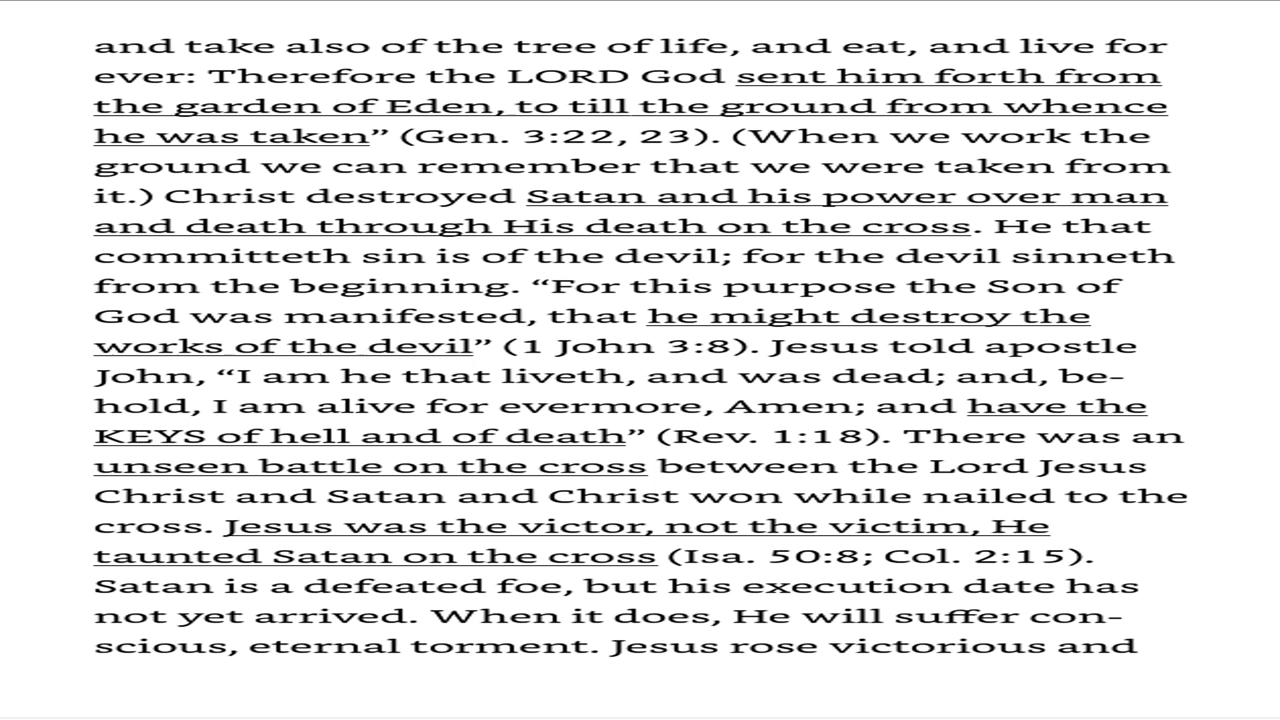 and take also of the tree of life, and eat, and live for
ever: Therefore the LORD God sent him forth from
the garden of Eden, to till the ground from whence
he was taken” (Gen. 3:22, 23). (When we work the
ground we can remember that we were taken from
it.) Christ destroyed Satan and his power over man
and death through His death on the cross. He that
committeth sin is of the devil; for the devil sinneth
from the beginning. “For this purpose the Son of
God was manifested, that he might destroy the
works of the devil” (1 John 3:8). Jesus told apostle
John, “I am he that liveth, and was dead; and, be-
hold, I am alive for evermore, Amen; and have the
KEYS of hell and of death” (Rev. 1:18). There was an
unseen battle on the cross between the Lord Jesus
Christ and Satan and Christ won while nailed to the
cross. Jesus was the victor, not the victim, He
taunted Satan on the cross (Isa. 50:8; Col. 2:15).
Satan is a defeated foe, but his execution date has
not yet arrived. When it does, He will suffer con-
scious, eternal torment. Jesus rose victorious and